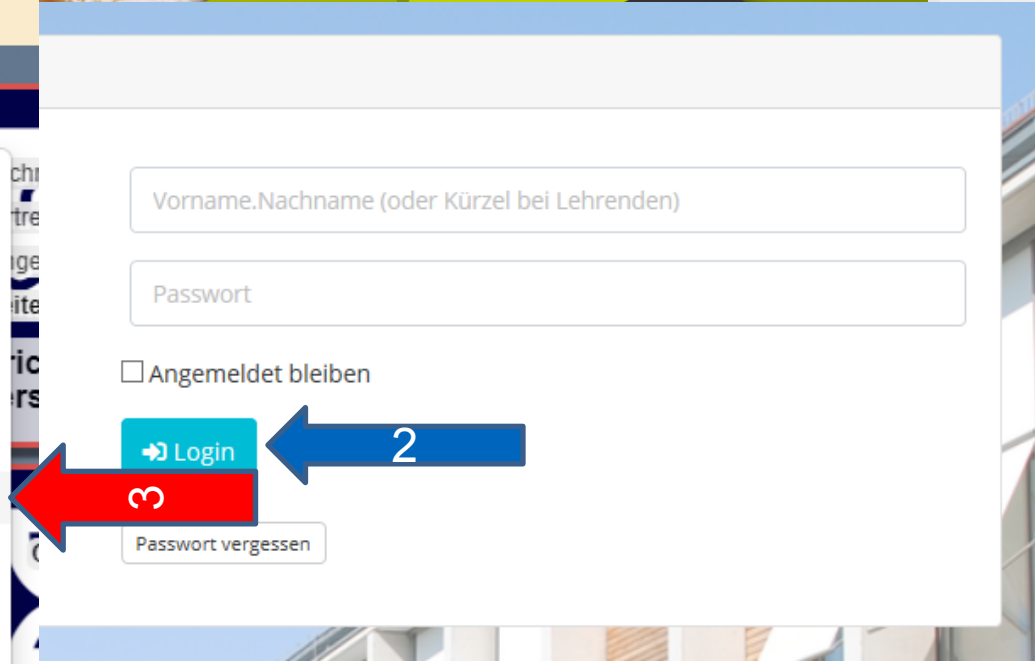 Vorname.Nachname (oder Kürzel bei Lehrenden)
Passwort
Angemeldet bleiben
Login
2
3
Passwort vergessen